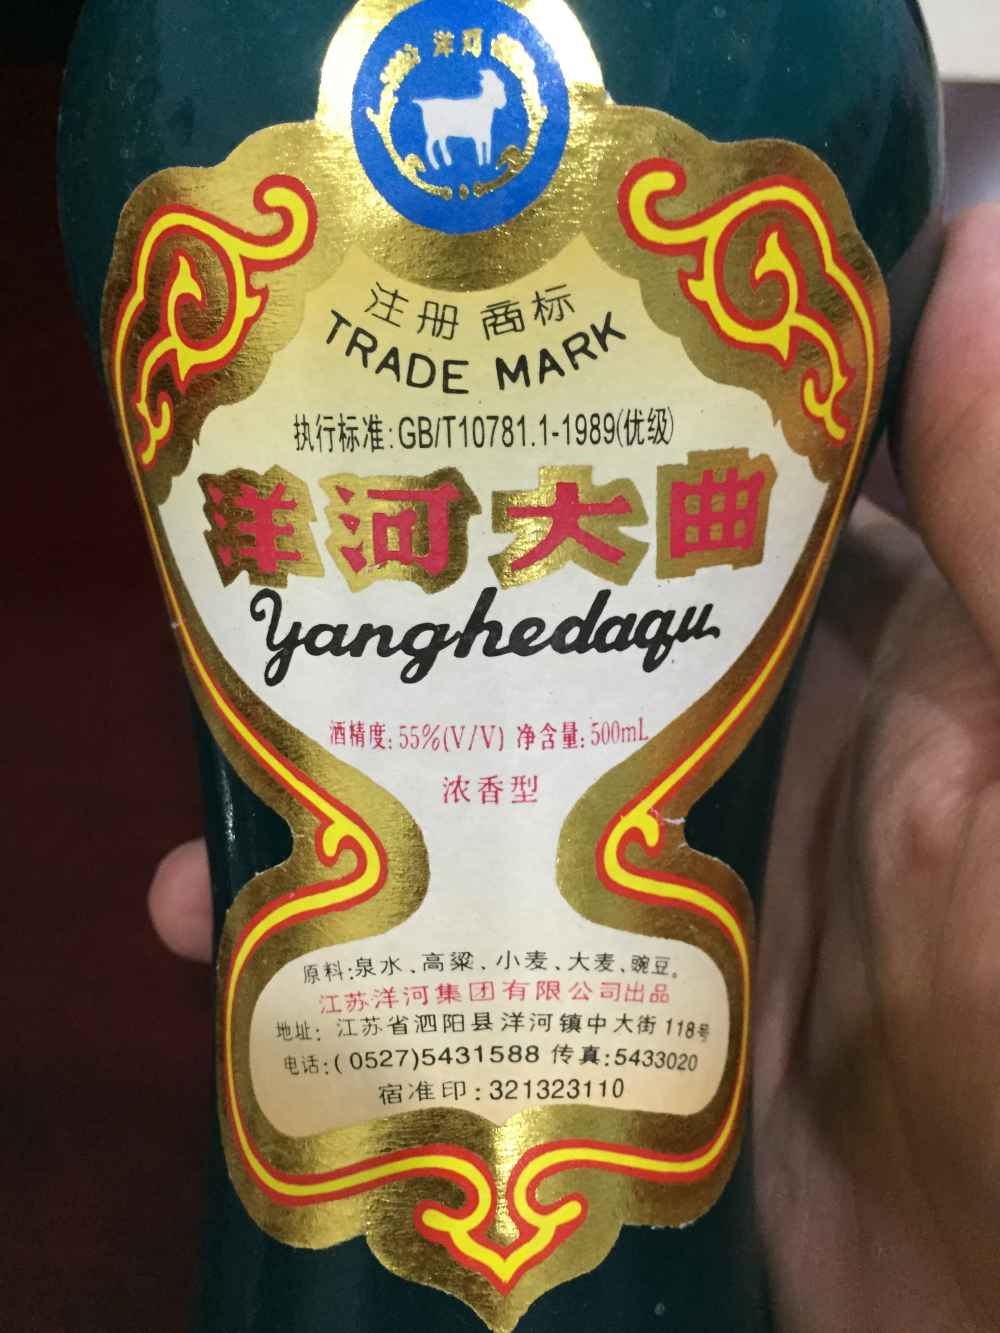 洋河
注册商标
TRADE MARK
执行标准:GB/T10781.1-1989(优级)
洋河大曲
Yanghedaqu
酒精度:55%(V/V) 净含量:500mL
浓香型
原料:泉水、高粱、小麦、大麦、豌豆。
江苏洋河集团有限公司出品
地址:江苏省泗阳县洋河镇中大街118号
电话:(0527)5431588 传真:5433020
宿准印:321323110